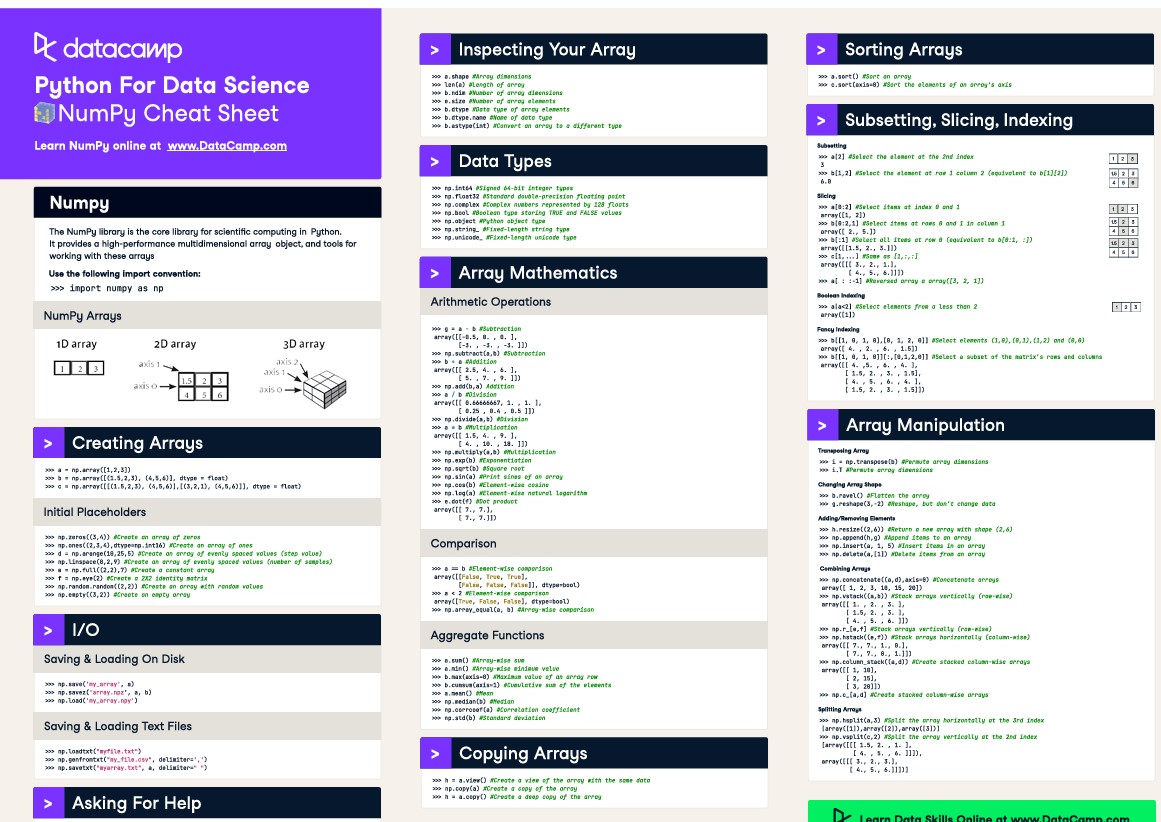 datacamp
Python For Data Science
NumPy Cheat Sheet
Learn NumPy online at www.DataCamp.com
Numpy
The NumPy library is the core library for scientific computing in Python.
It provides a high-performance multidimensional array object, and tools for
working with these arrays
Use the following import convention:
>>> import numpy as np
NumPy Arrays
1D array
2D array
3D array
1 2 3
axis 1
axis 0
1.5 2 3
4 5 6
axis 2
axis 1
axis 0
> Creating Arrays
>>> a = np.array([1,2,3])
>>> b = np.array([(1.5,2,3), (4,5,6)], dtype = float)
>>> c = np.array([[(1.5,2,3), (4,5,6)],[(3,2,1), (4,5,6)]], dtype = float)
Initial Placeholders
>>> np.zeros((3,4)) #Create an array of zeros
>>> np.ones((2,3,4),dtype=np.int16) #Create an array of ones
>>> d = np.arange(10,25,5) #Create an array of evenly spaced values (step value)
>>> np.linspace(0,2,9) #Create an array of evenly spaced values (number of samples)
>>> e = np.full((2,2),7) #Create a constant array
>>> f = np.eye(2) #Create a 2X2 identity matrix
>>> np.random.random((2,2)) #Create an array with random values
>>> np.empty((3,2)) #Create an empty array
> I/O
Saving & Loading On Disk
>>> np.save('my_array', a)
>>> np.savez('array.npz', a, b)
>>> np.load('my_array.npy')
Saving & Loading Text Files
>>> np.loadtxt("myfile.txt")
>>> np.genfromtxt("my_file.csv", delimiter=',')
>>> np.savetxt("myarray.txt", a, delimiter=" ")
> Asking For Help
> Inspecting Your Array
>>> a.shape #Array dimensions
>>> len(a) #Length of array
>>> b.ndim #Number of array dimensions
>>> e.size #Number of array elements
>>> b.dtype #Data type of array elements
>>> b.dtype.name #Name of data type
>>> b.astype(int) #Convert an array to a different type
> Data Types
>>> np.int64 #Signed 64-bit integer types
>>> np.float32 #Standard double-precision floating point
>>> np.complex #Complex numbers represented by 128 floats
>>> np.bool #Boolean type storing TRUE and FALSE values
>>> np.object #Python object type
>>> np.string_ #Fixed-length string type
>>> np.unicode_ #Fixed-length unicode type
> Array Mathematics
Arithmetic Operations
>>> g = a - b #Subtraction
array([[-0.5, 0. , 0. ],
[-3. , -3. , -3. ]])
>>> np.subtract(a,b) #Subtraction
>>> b + a #Addition
array([[ 2.5, 4. , 6. ],
[ 5. , 7. , 9. ]])
>>> np.add(b,a) Addition
>>> a / b #Division
array([[ 0.66666667, 1. , 1. ],
[ 0.25 , 0.4 , 0.5 ]])
>>> np.divide(a,b) #Division
>>> a * b #Multiplication
array([[ 1.5, 4. , 9. ],
[ 4. , 10. , 18. ]])
>>> np.multiply(a,b) #Multiplication
>>> np.exp(b) #Exponentiation
>>> np.sqrt(b) #Square root
>>> np.sin(a) #Print sines of an array
>>> np.cos(b) #Element-wise cosine
>>> np.log(a) #Element-wise natural logarithm
>>> e.dot(f) #Dot product
array([[ 7., 7.],
[ 7., 7.]])
Comparison
>>> a == b #Element-wise comparison
array([[False, True, True],
[False, False, False]], dtype=bool)
>>> a < 2 #Element-wise comparison
array([True, False, False], dtype=bool)
>>> np.array_equal(a, b) #Array-wise comparison
Aggregate Functions
>>> a.sum() #Array-wise sum
>>> a.min() #Array-wise minimum value
>>> b.max(axis=0) #Maximum value of an array row
>>> b.cumsum(axis=1) #Cumulative sum of the elements
>>> a.mean() #Mean
>>> np.median(b) #Median
>>> np.corrcoef(a) #Correlation coefficient
>>> np.std(b) #Standard deviation
> Copying Arrays
>>> h = a.view() #Create a view of the array with the same data
>>> np.copy(a) #Create a copy of the array
>>> h = a.copy() #Create a deep copy of the array
> Sorting Arrays
>>> a.sort() #Sort an array
>>> c.sort(axis=0) #Sort the elements of an array's axis
> Subsetting, Slicing, Indexing
Subsetting
>>> a[2] #Select the element at the 2nd index
3
1 2 3
>>> b[1,2] #Select the element at row 1 column 2 (equivalent to b[1][2])
6.0
1.5 2 3
4 5 6
Slicing
>>> a[0:2] #Select items at index 0 and 1
array([1, 2])
1 2 3
>>> b[0:2,1] #Select items at rows 0 and 1 in column 1
array([ 2., 5.])
1.5 2 3
4 5 6
>>> b[:1] #Select all items at row 0 (equivalent to b[0:1, :])
array([[1.5, 2., 3.]])
1.5 2 3
4 5 6
>>> c[1,...] #Same as [1,:,:]
array([[[ 3., 2., 1.],
[ 4., 5., 6.]]])
>>> a[ : :-1] #Reversed array a array([3, 2, 1])
Boolean Indexing
>>> a[a<2] #Select elements from a less than 2
array([1])
1 2 3
Fancy Indexing
>>> b[[1, 0, 1, 0],[0, 1, 2, 0]] #Select elements (1,0),(0,1),(1,2) and (0,0)
array([ 4. , 2. , 6. , 1.5])
>>> b[[1, 0, 1, 0]][:,[0,1,2,0]] #Select a subset of the matrix's rows and columns
array([[ 4. ,5. , 6. , 4. ],
[ 1.5, 2. , 3. , 1.5],
[ 4. , 5. , 6. , 4. ],
[ 1.5, 2. , 3. , 1.5]])
> Array Manipulation
Transposing Array
>>> i = np.transpose(b) #Permute array dimensions
>>> i.T #Permute array dimensions
Changing Array Shape
>>> b.ravel() #Flatten the array
>>> g.reshape(3,-2) #Reshape, but don't change data
Adding/Removing Elements
>>> h.resize((2,6)) #Return a new array with shape (2,6)
>>> np.append(h,g) #Append items to an array
>>> np.insert(a, 1, 5) #Insert items in an array
>>> np.delete(a,[1]) #Delete items from an array
Combining Arrays
>>> np.concatenate((a,d),axis=0) #Concatenate arrays
array([ 1, 2, 3, 10, 15, 20])
>>> np.vstack((a,b)) #Stack arrays vertically (row-wise)
array([[ 1. , 2. , 3. ],
[ 1.5, 2. , 3. ],
[ 4. , 5. , 6. ]])
>>> np.r_[e,f] #Stack arrays vertically (row-wise)
>>> np.hstack((e,f)) #Stack arrays horizontally (column-wise)
array([[ 7., 7., 1., 0.],
[ 7., 7., 0., 1.]])
>>> np.column_stack((a,d)) #Create stacked column-wise arrays
array([[ 1, 10],
[ 2, 15],
[ 3, 20]])
>>> np.c_[a,d] #Create stacked column-wise arrays
Splitting Arrays
>>> np.hsplit(a,3) #Split the array horizontally at the 3rd index
[array([1]),array([2]),array([3])]
>>> np.vsplit(c,2) #Split the array vertically at the 2nd index
[array([[[ 1.5, 2. , 1. ],
[ 4. , 5. , 6. ]]]),
array([[[ 3., 2., 3.],
[ 4., 5., 6.]]])]
Learn Data Skills Online at www.DataCamp.com